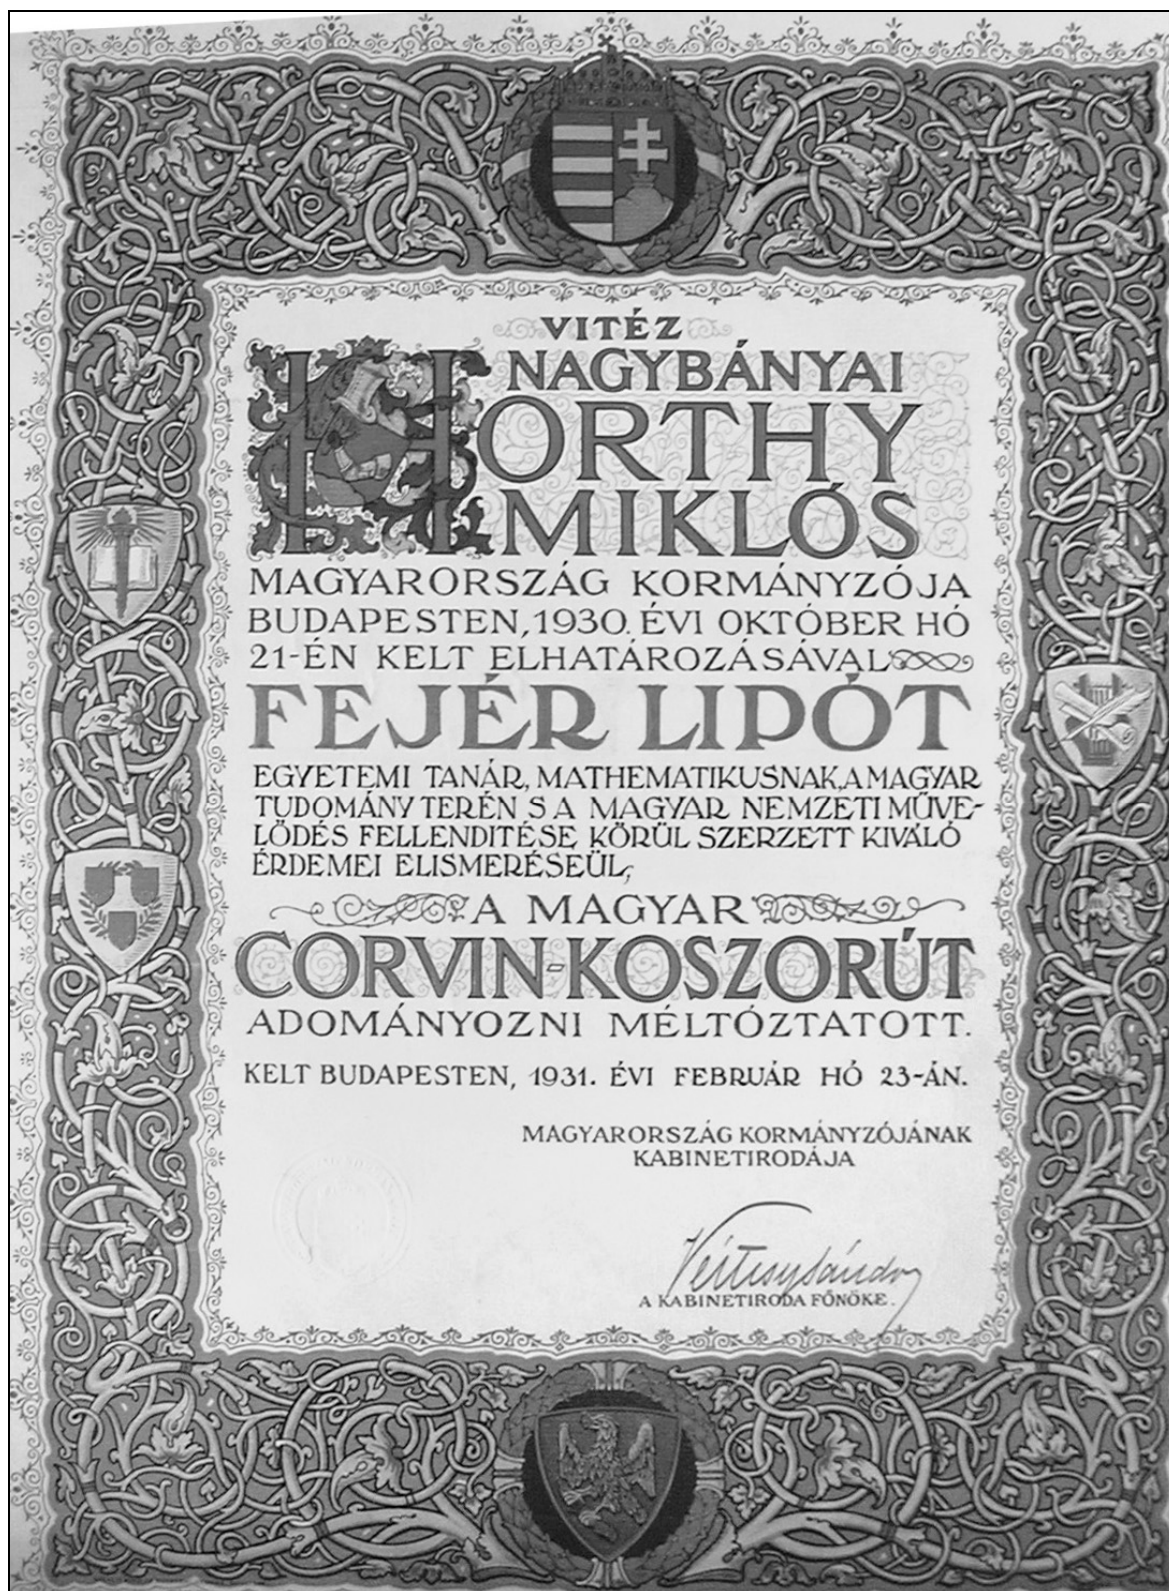 VITÉZ
NAGYBÁNYAI
HORTHY
MIKLÓS
MAGYARORSZÁG KORMÁNYZÓJA
BUDAPESTEN, 1930. ÉVI OKTÓBER HÓ
21-ÉN KELT ELHATÁROZÁSÁVAL
FEJÉR LIPÓT
EGYETEMI TANÁR, MATHEMATIKUSNAK, A MAGYAR
TUDOMÁNY TERÉN S A MAGYAR NEMZETI MŰVE-
LŐDÉS FELLENDITÉSE KÖRÜL SZERZETT KIVÁLÓ
ÉRDEMEI ELISMERÉSEÜL,
A MAGYAR
CORVIN-KOSZORÚT
ADOMÁNYOZNI MÉLTÓZTATOTT.
KELT BUDAPESTEN, 1931. ÉVI FEBRUÁR HÓ 23-ÁN.
MAGYARORSZÁG KORMÁNYZÓJÁNAK
KABINETIRODÁJA
A KABINETIRODA FŐNÖKE.